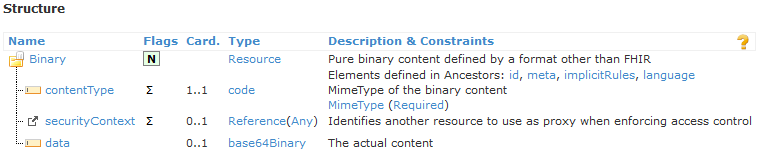 Structure
Name Flags Card. Type Description & Constraints ?
Binary N Resource Pure binary content defined by a format other than FHIR
Elements defined in Ancestors: id, meta, implicitRules, language
contentType Σ 1..1 code MimeType of the binary content
MimeType (Required)
securityContext Σ 0..1 Reference(Any) Identifies another resource to use as proxy when enforcing access control
data 0..1 base64Binary The actual content